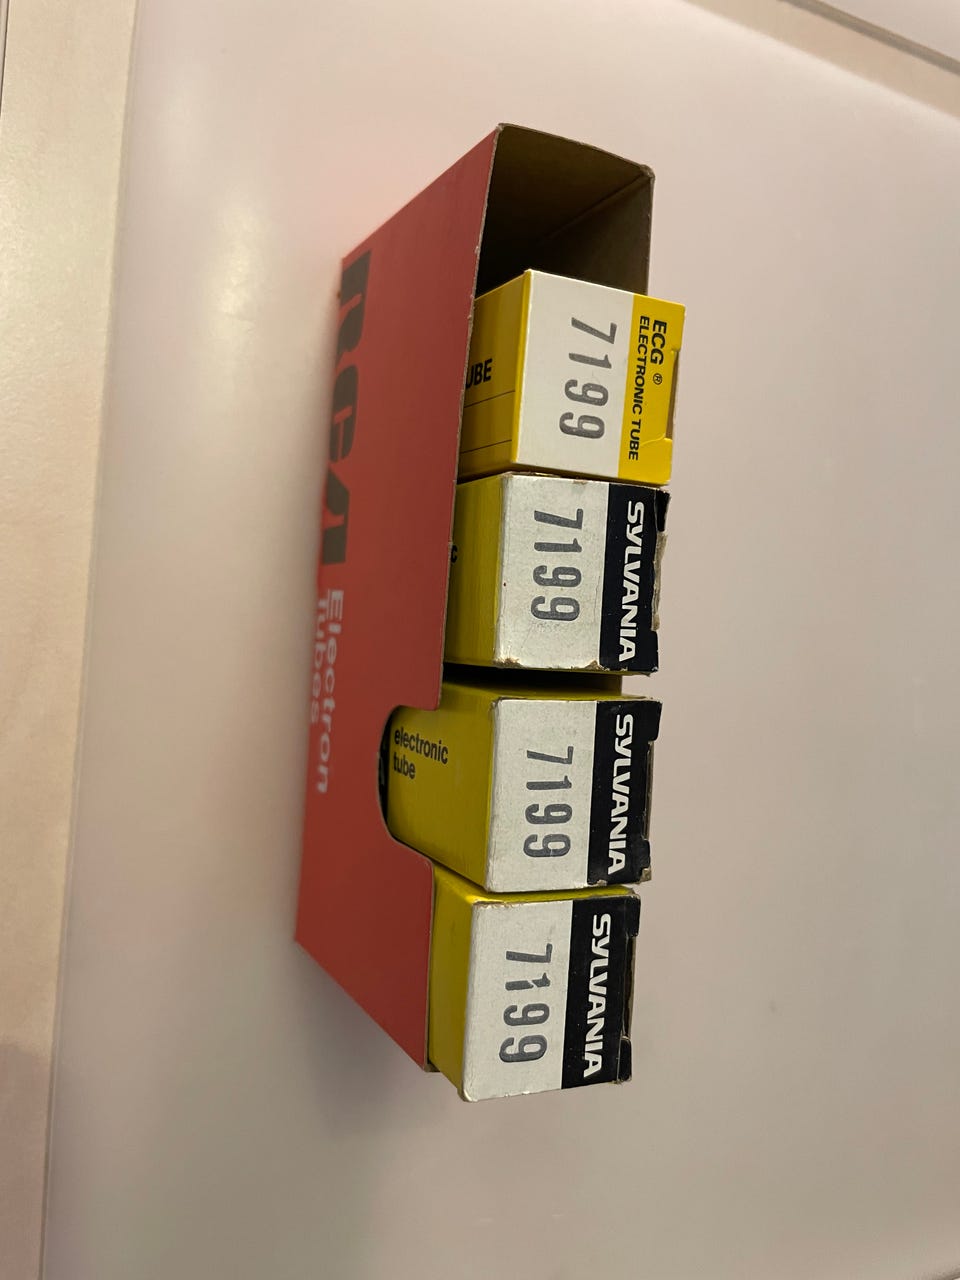 RCA
Electron
Tubes
UBE
ECG ®
ELECTRONIC TUBE
7199
c
SYLVANIA
7199
electronic
tube
SYLVANIA
7199
SYLVANIA
7199